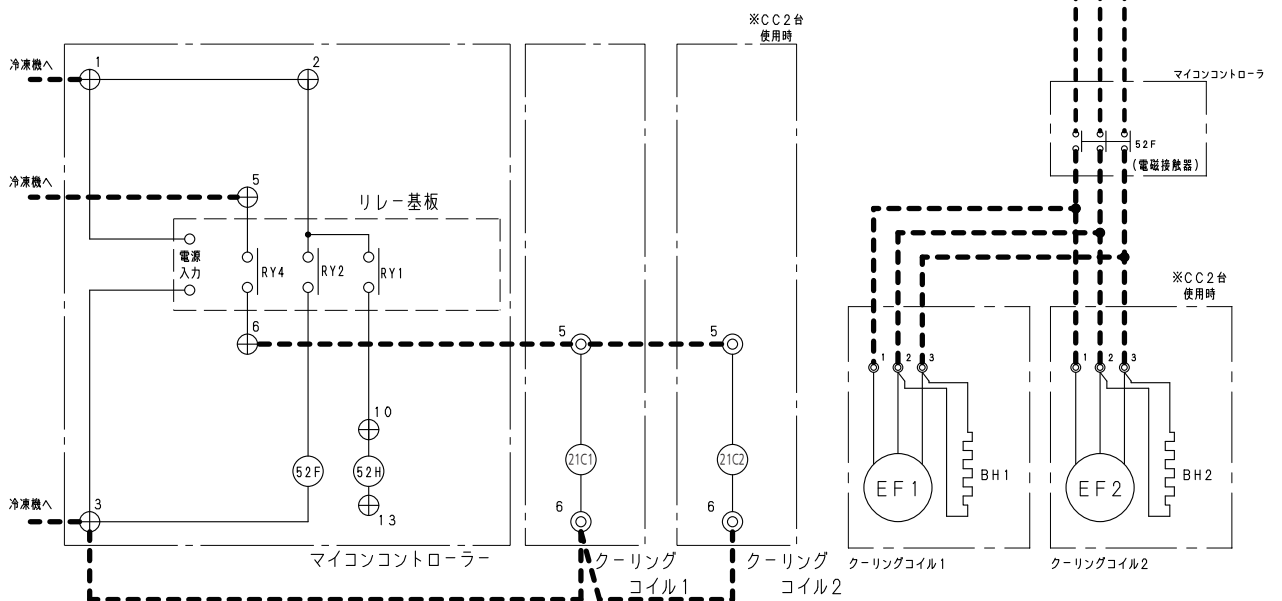 ※CC2台
使用時
冷凍機へ
1
2
冷凍機へ
5
リレー基板
電源
入力
RY4
RY2
RY1
6
5
5
10
52F
52H
21C1
21C2
13
6
6
冷凍機へ
3
マイコンコントローラー
クーリング
コイル1
クーリング
コイル2
マイコンコントローラ
52F
(電磁接触器)
※CC2台
使用時
1
2
3
1
2
3
EF1
BH1
EF2
BH2
クーリングコイル1
クーリングコイル2